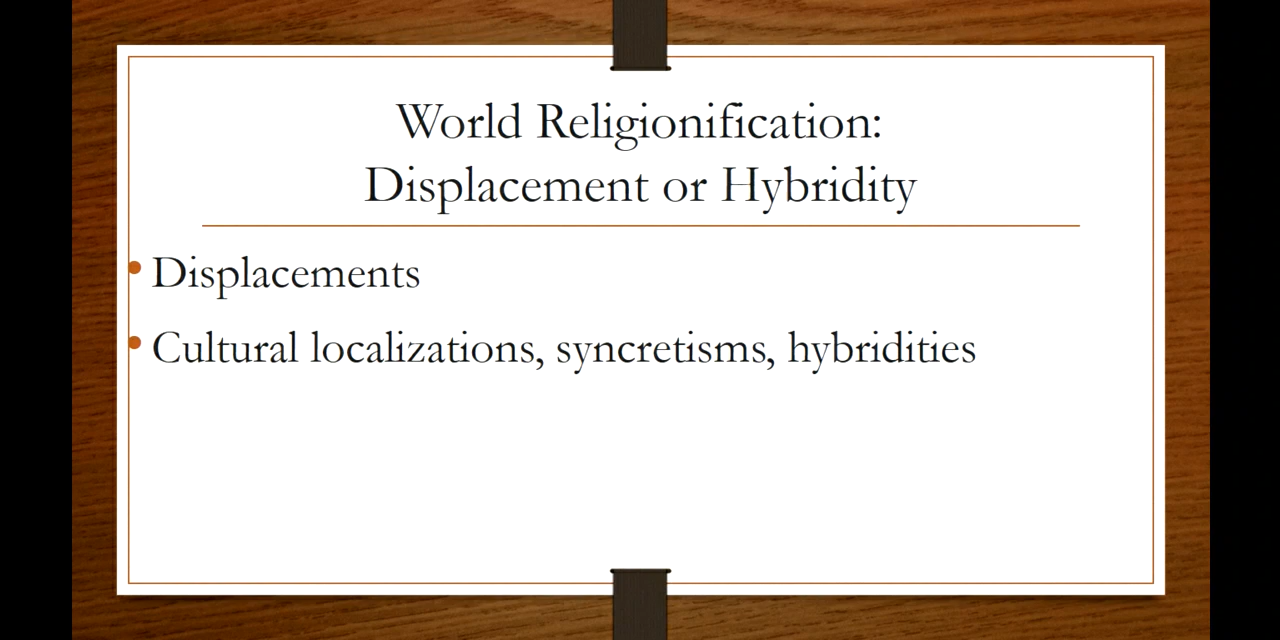 World Religionification:
Displacement or Hybridity
• Displacements
• Cultural localizations, syncretisms, hybridities